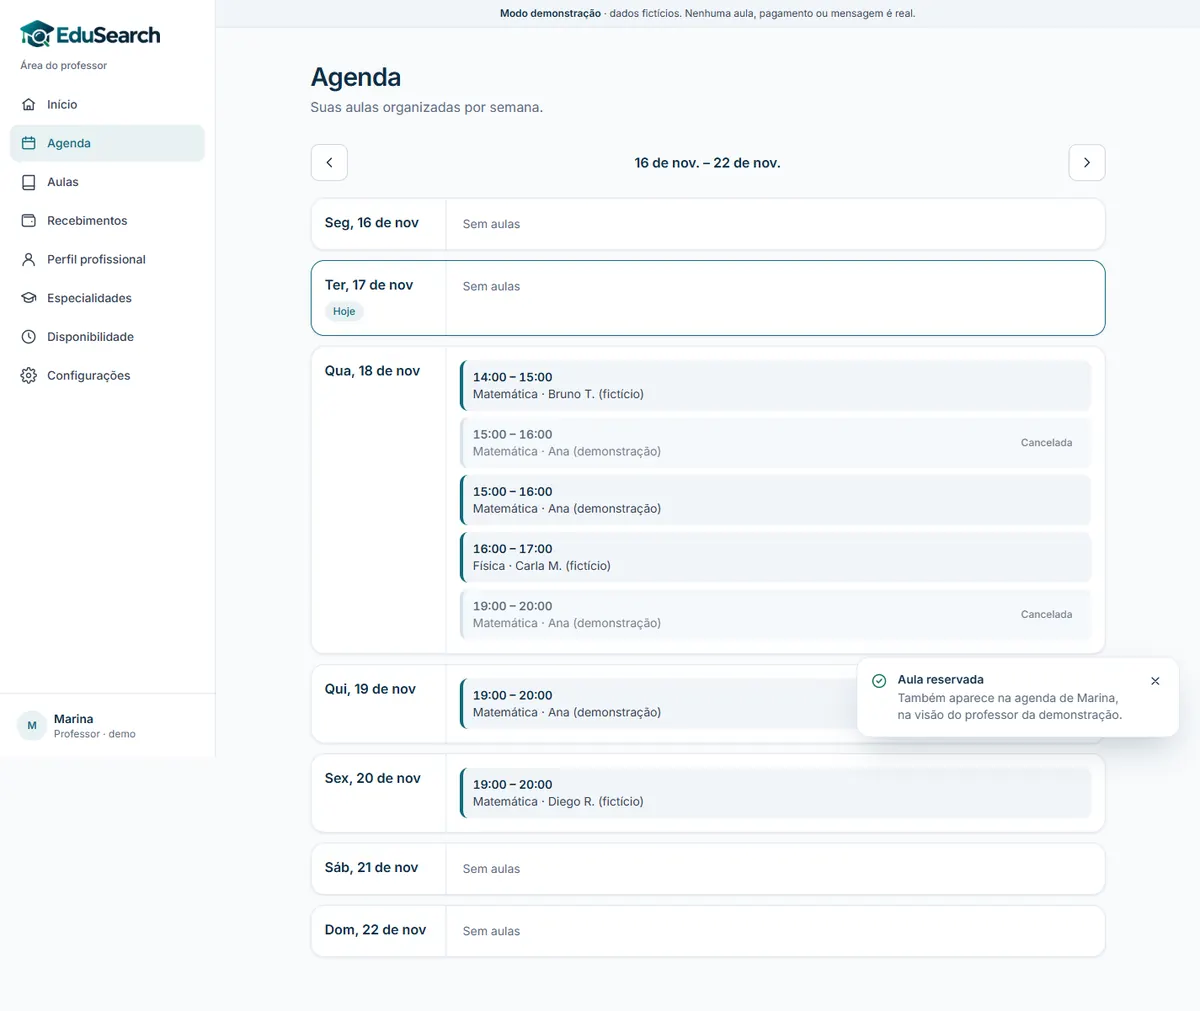 Modo demonstração · dados fictícios. Nenhuma aula, pagamento ou mensagem é real.
EduSearch
Área do professor
Início
Agenda
Aulas
Recebimentos
Perfil profissional
Especialidades
Disponibilidade
Configurações
M
Marina
Professor · demo
Agenda
Suas aulas organizadas por semana.
16 de nov. – 22 de nov.
Seg, 16 de nov
Sem aulas
Ter, 17 de nov
Hoje
Sem aulas
Qua, 18 de nov
14:00 – 15:00
Matemática · Bruno T. (fictício)
15:00 – 16:00
Matemática · Ana (demonstração)
Cancelada
15:00 – 16:00
Matemática · Ana (demonstração)
16:00 – 17:00
Física · Carla M. (fictício)
19:00 – 20:00
Matemática · Ana (demonstração)
Cancelada
Qui, 19 de nov
19:00 – 20:00
Matemática · Ana (demonstração)
Aula reservada
Também aparece na agenda de Marina,
na visão do professor da demonstração.
Sex, 20 de nov
19:00 – 20:00
Matemática · Diego R. (fictício)
Sáb, 21 de nov
Sem aulas
Dom, 22 de nov
Sem aulas